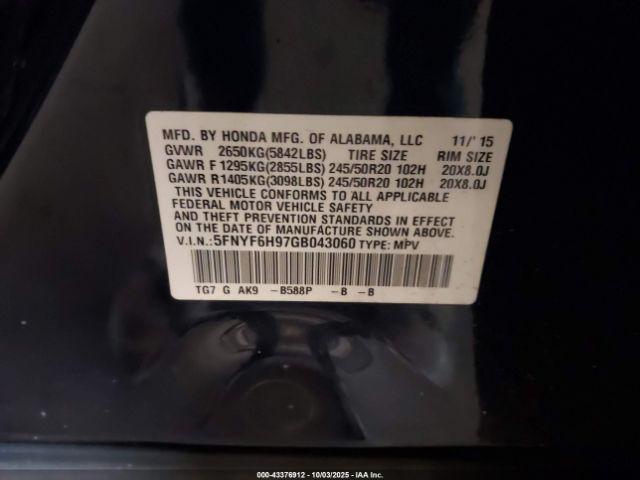 MFD. BY HONDA MFG. OF ALABAMA, LLC 11/'15
GVWR 2650KG(5842LBS) TIRE SIZE RIM SIZE
GAWR F 1295KG(2855LBS) 245/50R20 102H 20X8.0J
GAWR R1405KG(3098LBS) 245/50R20 102H 20X8.0J
THIS VEHICLE CONFORMS TO ALL APPLICABLE
FEDERAL MOTOR VEHICLE SAFETY
AND THEFT PREVENTION STANDARDS IN EFFECT
ON THE DATE OF MANUFACTURE SHOWN ABOVE.
V.I.N.:5FNYF6H97GB043060 TYPE: MPV
TG7 G AK9 -B588P -B -B
000-43376912 - 10/03/2025 - IAA Inc.